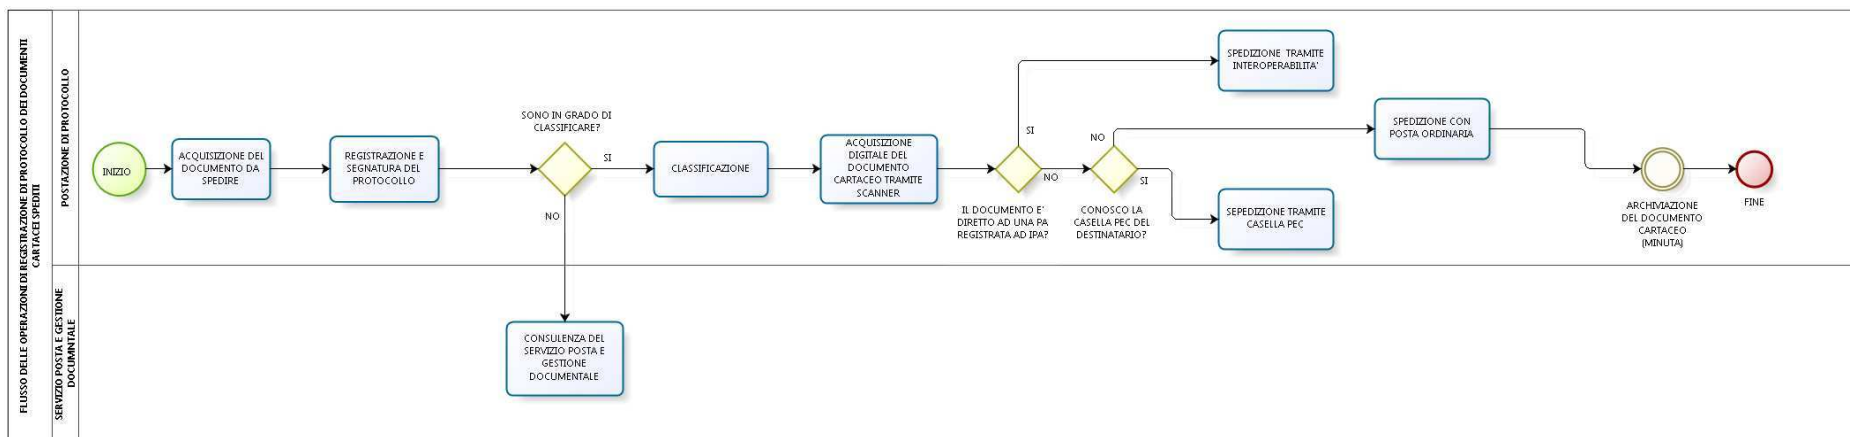 FLUSSO DELLE OPERAZIONI DI REGISTRAZIONE DI PROTOCOLLO DEI DOCUMENTI
CARTACEI SPEDITI
POSTAZIONE DI PROTOCOLLO
INIZIO
ACQUISIZIONE DEL
DOCUMENTO DA
SPEDIRE
REGISTRAZIONE E
SEGNATURA DEL
PROTOCOLLO
SONO IN GRADO DI
CLASSIFICARE?
SI
NO
CLASSIFICAZIONE
ACQUISIZIONE
DIGITALE DEL
DOCUMENTO
CARTACEO TRAMITE
SCANNER
SI
NO
IL DOCUMENTO E'
DIRETTO AD UNA PA
REGISTRATA AD IPA?
NO
SI
CONOSCO LA
CASELLA PEC DEL
DESTINATARIO?
SPEDIZIONE TRAMITE
INTEROPERABILITA'
SEPEDIZIONE TRAMITE
CASELLA PEC
SPEDIZIONE CON
POSTA ORDINARIA
ARCHIVIAZIONE
DEL DOCUMENTO
CARTACEO
(MINUTA)
FINE
SERVIZIO POSTA E GESTIONE
DOCUMNTALE
CONSULENZA DEL
SERVIZIO POSTA E
GESTIONE
DOCUMENTALE